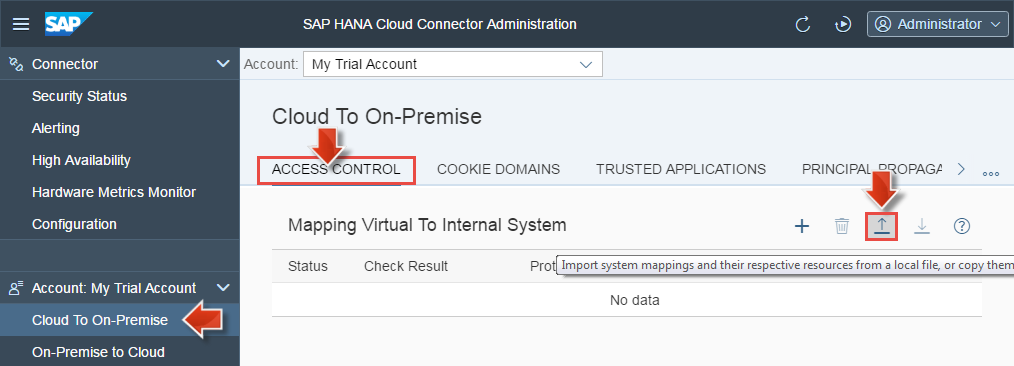 SAP
SAP HANA Cloud Connector Administration
Administrator
Connector
Security Status
Alerting
High Availability
Hardware Metrics Monitor
Configuration
Account: My Trial Account
Cloud To On-Premise
On-Premise to Cloud
Account: My Trial Account
Cloud To On-Premise
ACCESS CONTROL COOKIE DOMAINS TRUSTED APPLICATIONS PRINCIPAL PROPAGA
Mapping Virtual To Internal System
Status Check Result Prot
Import system mappings and their respective resources from a local file, or copy them
No data